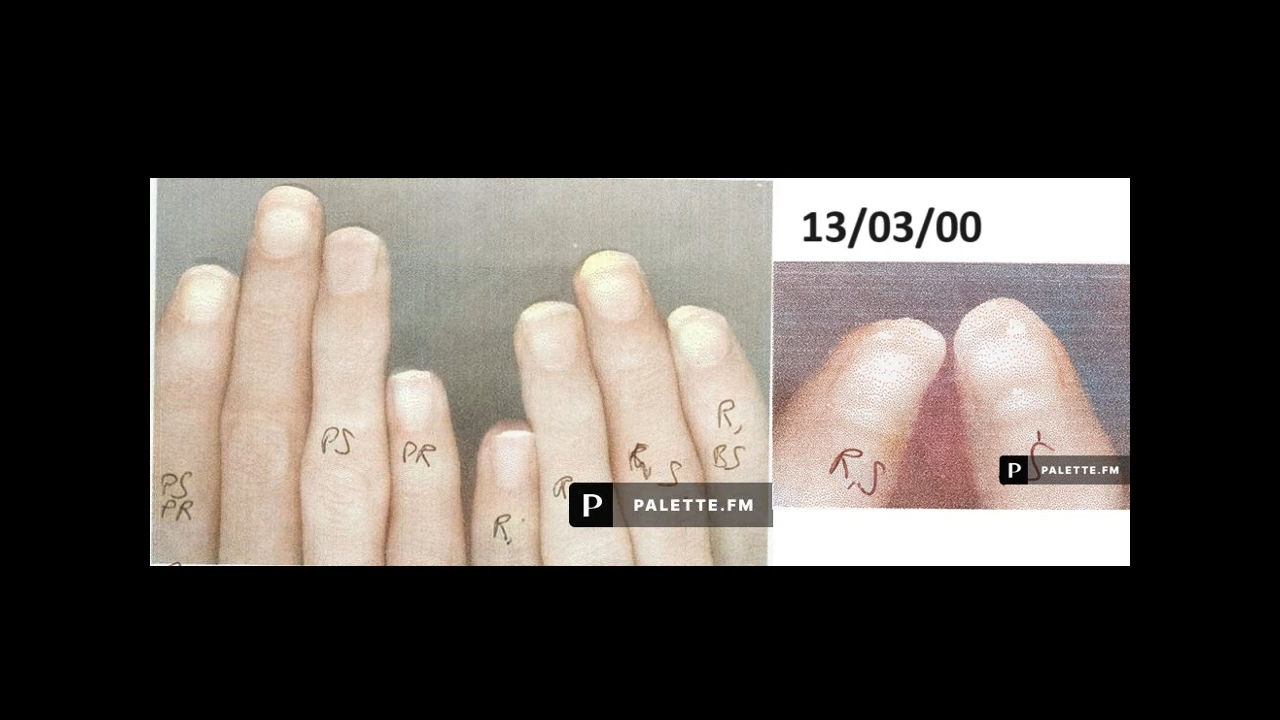 13/03/00
PS
PR
PS
PR
R,
S
R,
BS
P PALETTE.FM
R,S
S
P PALETTE.FM